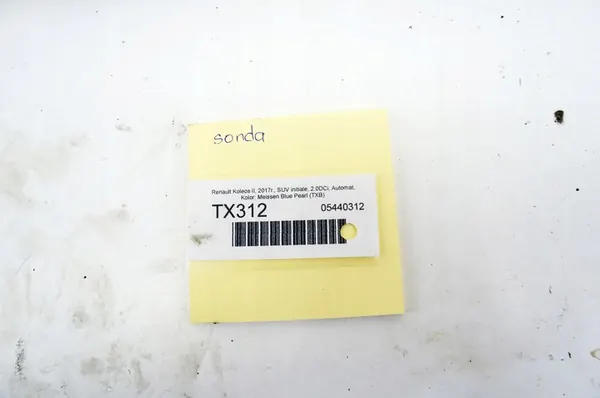 sonda
Renault Koleos II, 2017r., SUV initiale, 2.0DCi, Automat,
Kolor: Meissen Blue Pearl (TXB)
TX312 05440312